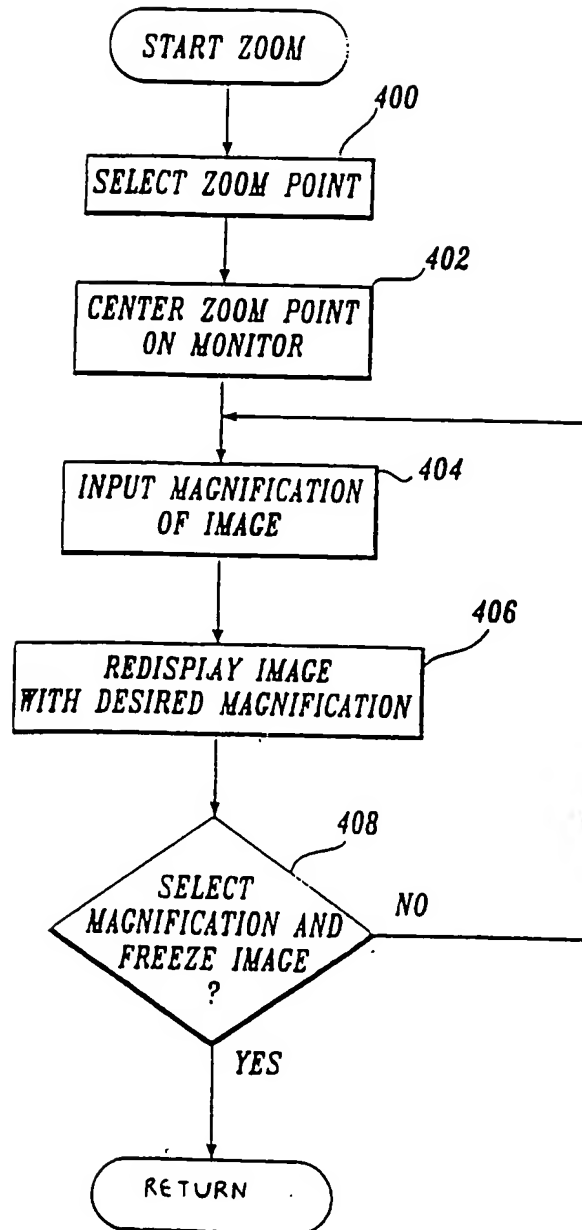 START ZOOM
400
SELECT ZOOM POINT
402
CENTER ZOOM POINT
ON MONITOR
404
INPUT MAGNIFICATION
OF IMAGE
406
REDISPLAY IMAGE
WITH DESIRED MAGNIFICATION
408
SELECT
MAGNIFICATION AND
FREEZE IMAGE
?
NO
YES
RETURN